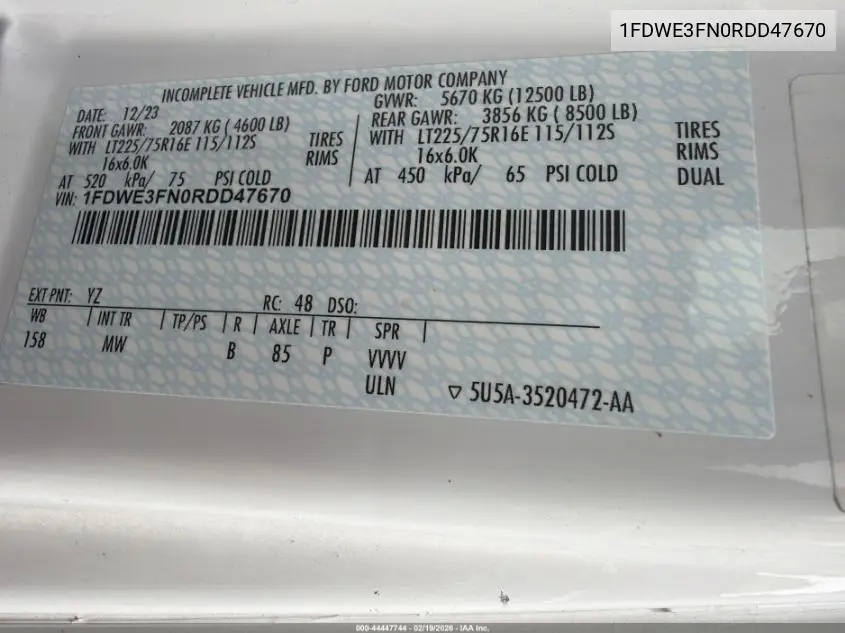 1FDWE3FN0RDD47670
INCOMPLETE VEHICLE MFD. BY FORD MOTOR COMPANY
DATE: 12/23
GVWR: 5670 KG (12500 LB)
FRONT GAWR: 2087 KG ( 4600 LB)
REAR GAWR: 3856 KG ( 8500 LB)
WITH LT225/75R16E 115/112S TIRES
WITH LT225/75R16E 115/112S TIRES
16x6.0K RIMS
16x6.0K RIMS
AT 520 kPa/ 75 PSI COLD
AT 450 kPa/ 65 PSI COLD DUAL
VIN: 1FDWE3FN0RDD47670
EXT PNT: YZ RC: 48 DSO:
WB | INT TR | TP/PS | R | AXLE | TR | SPR |
158 MW B 85 P VVVV
ULN
▽ 5U5A-3520472-AA
000-44447744 - 02/19/2026 - IAA Inc.